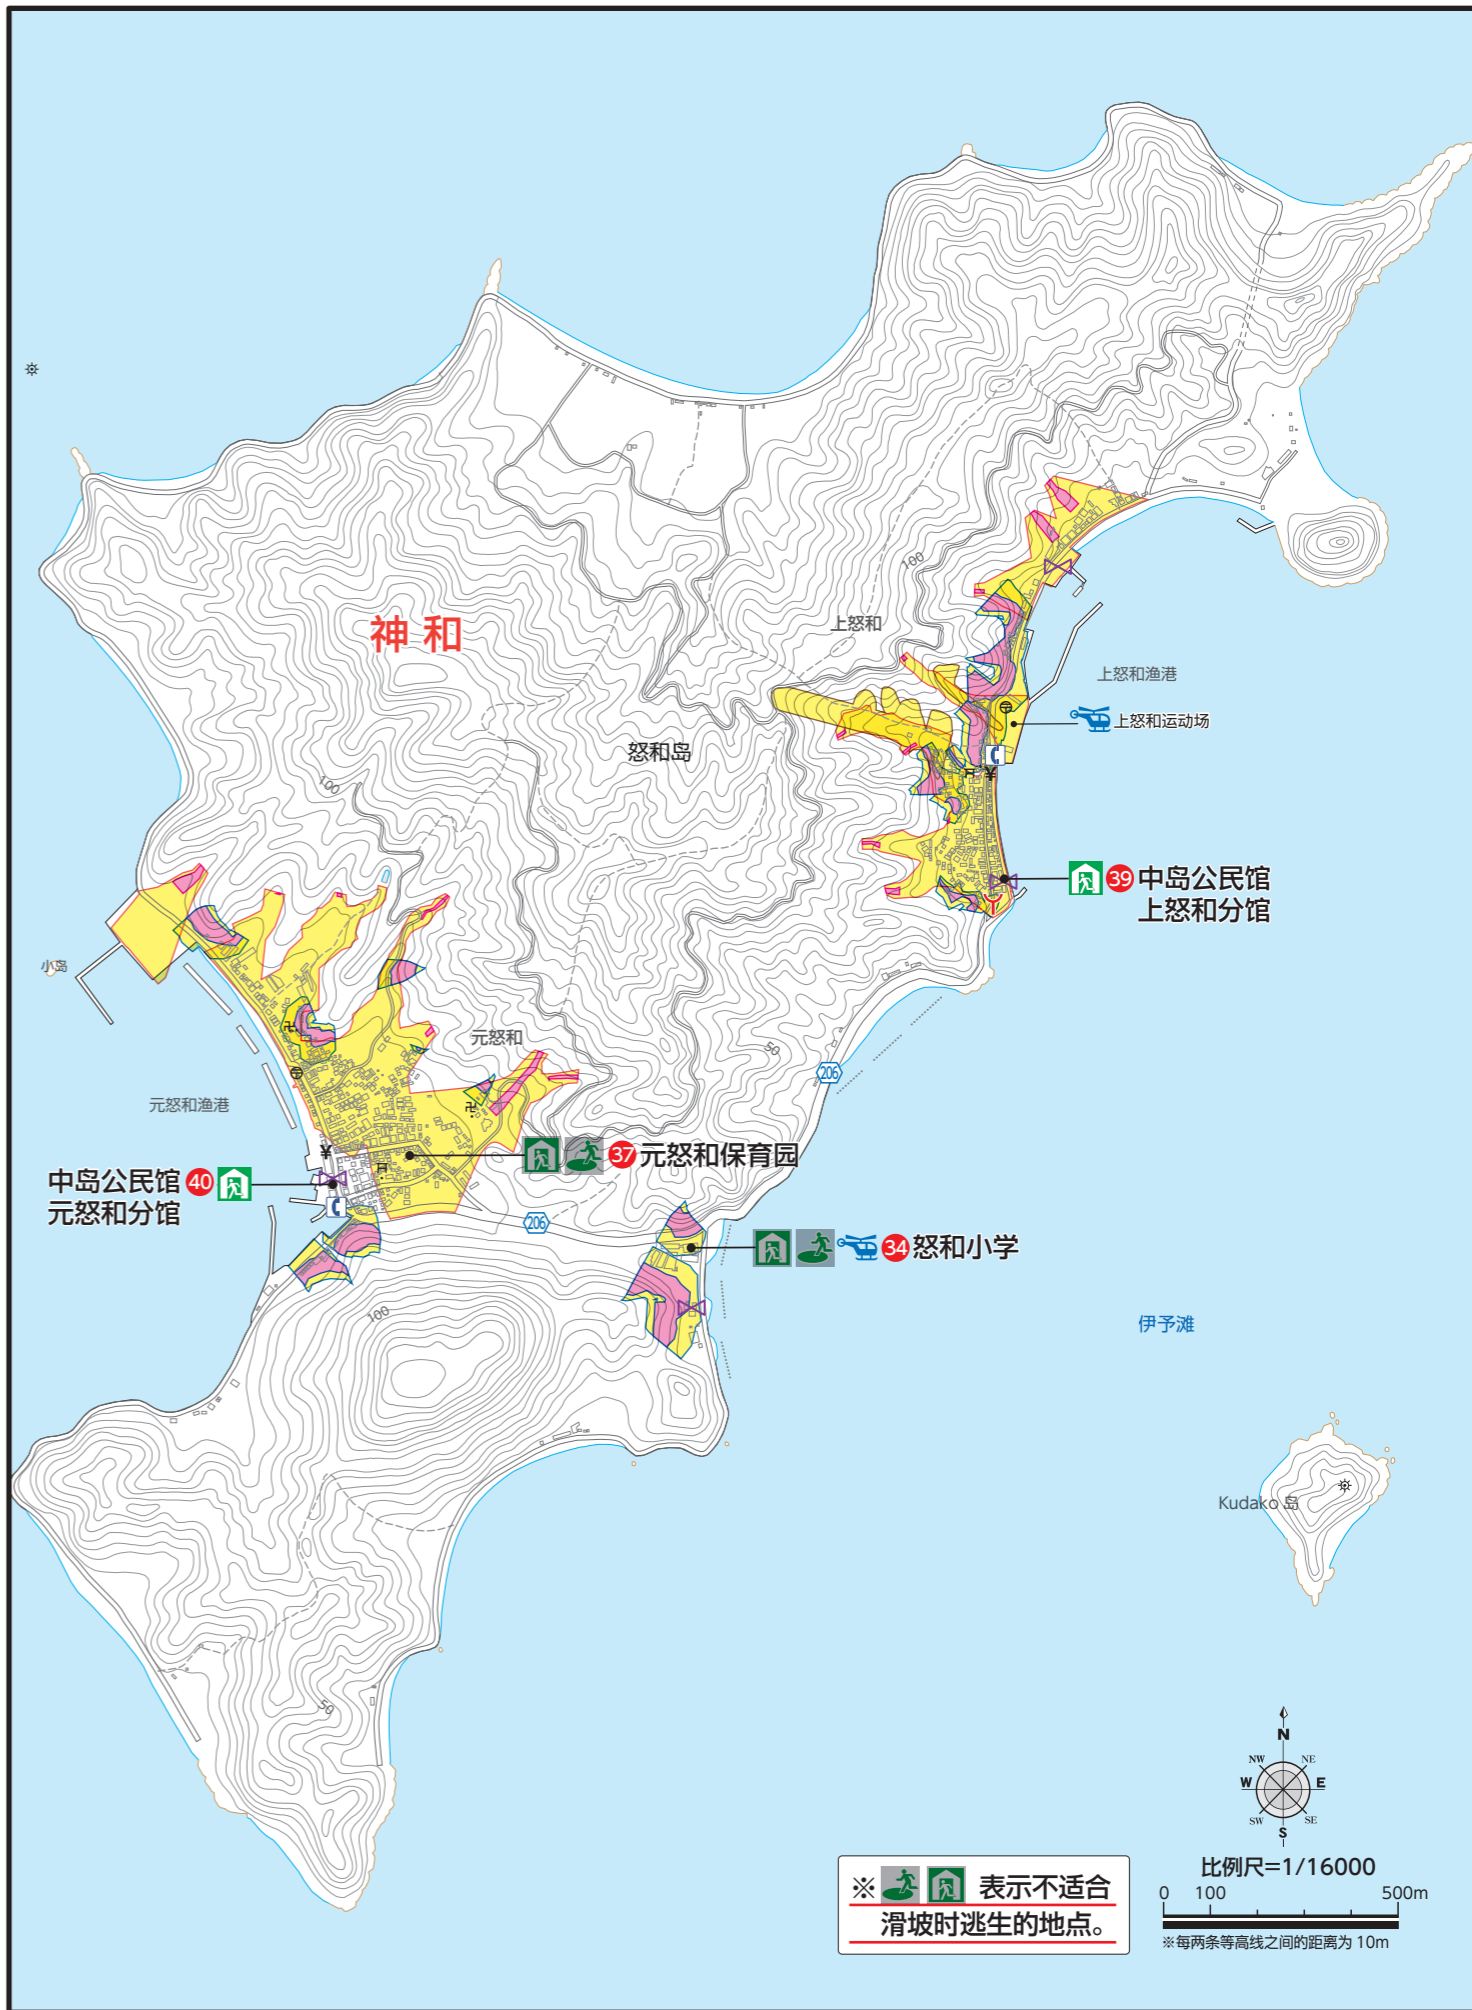 神和
100
上怒和
上怒和渔港
上怒和运动场
怒和岛
100
39 中岛公民馆
上怒和分馆
小岛
元怒和
50
206
元怒和渔港
37 元怒和保育园
中岛公民馆 40
元怒和分馆
206
34 怒和小学
100
伊予滩
Kudako 岛
50
N
NW NE
W E
SW SE
S
比例尺=1/16000
0 100 500m
※每两条等高线之间的距离为 10m
※ 表示不适合
滑坡时逃生的地点。